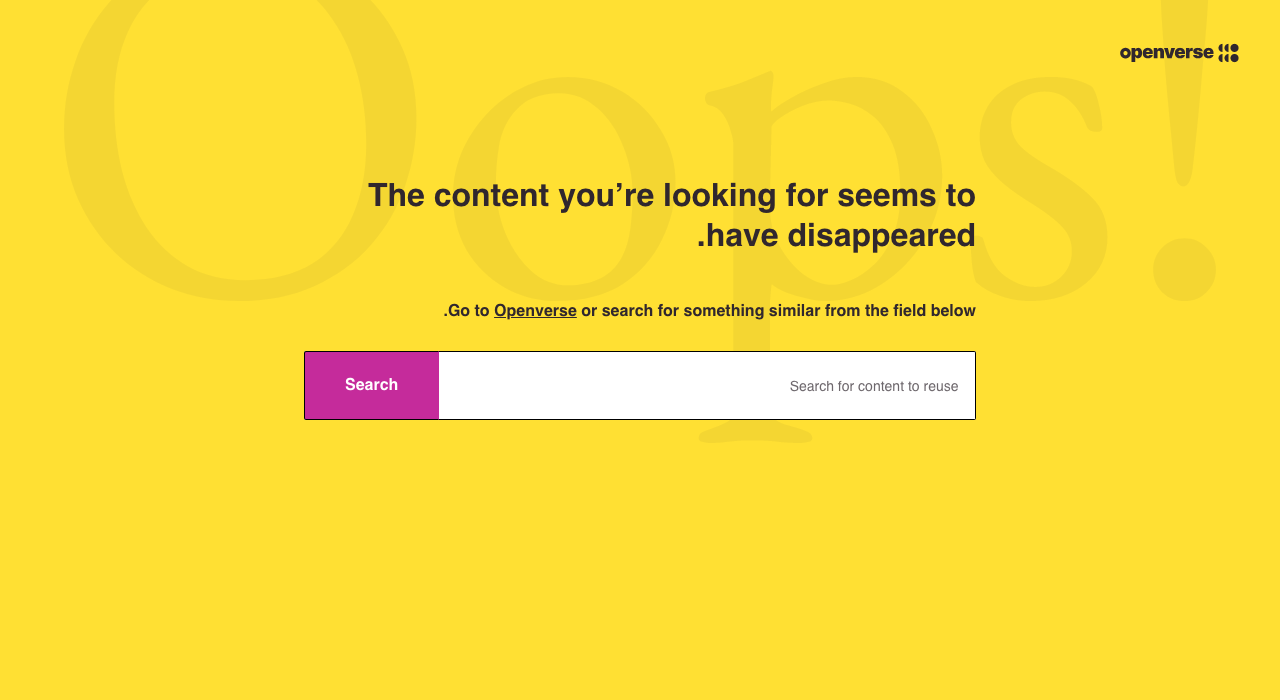 Oops!
openverse
The content you’re looking for seems to
.have disappeared
.Go to Openverse or search for something similar from the field below
Search
Search for content to reuse